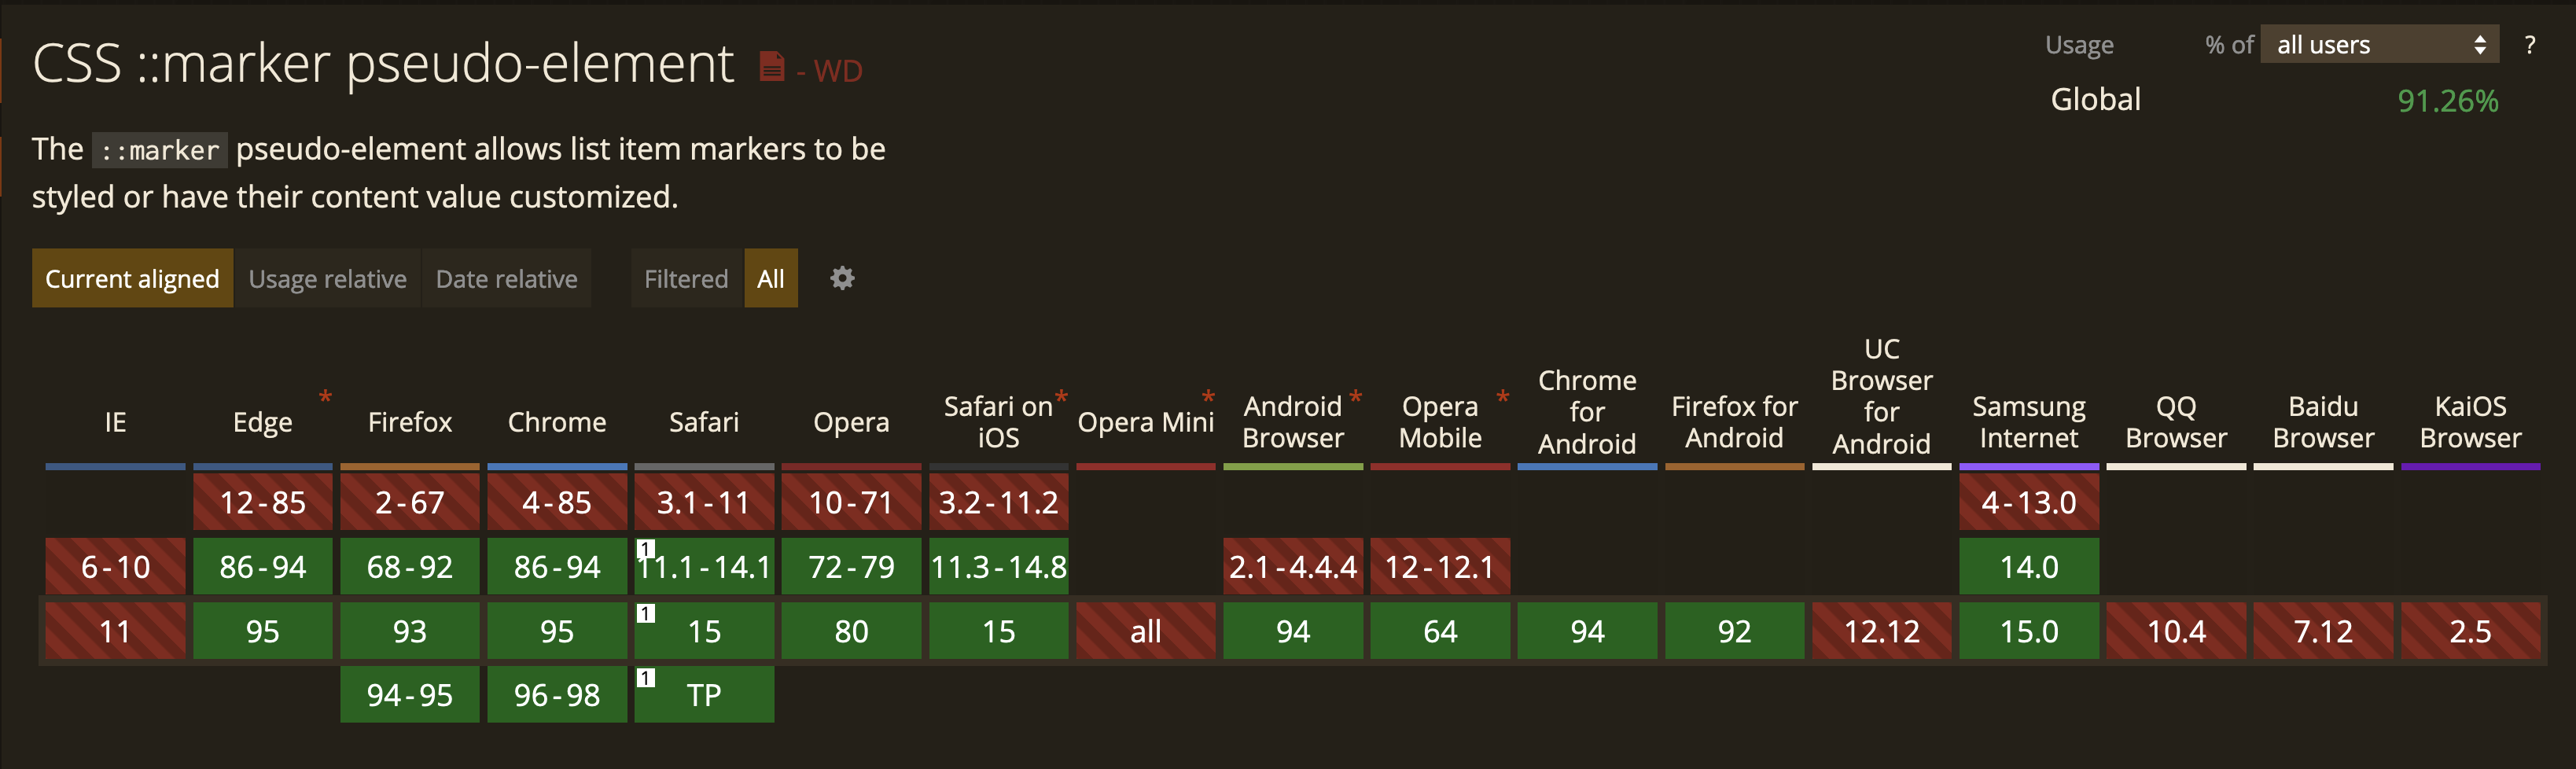 CSS ::marker pseudo-element - WD
Usage % of all users ?
Global 91.26%
The ::marker pseudo-element allows list item markers to be
styled or have their content value customized.
Current aligned Usage relative Date relative Filtered All
IE
Edge *
Firefox
Chrome
Safari
Opera
Safari on *
iOS
Opera Mini *
Android *
Browser
Opera *
Mobile
Chrome
for
Android
Firefox for
Android
UC
Browser
for
Android
Samsung
Internet
QQ
Browser
Baidu
Browser
KaiOS
Browser
12-85 2-67 4-85 3.1-11 10-71 3.2-11.2 4-13.0
6-10 86-94 68-92 86-94 1 11.1-14.1 72-79 11.3-14.8 2.1-4.4.4 12-12.1 14.0
11 95 93 95 1 15 80 15 all 94 64 94 92 12.12 15.0 10.4 7.12 2.5
94-95 96-98 1 TP